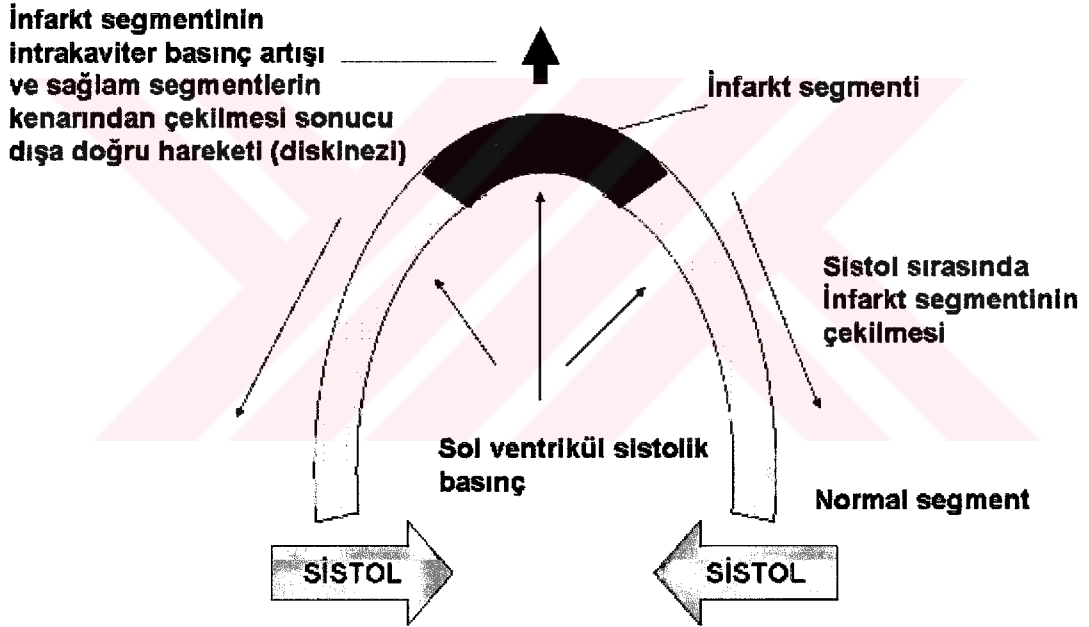 İnfarkt segmentinin
intrakaviter basınç artışı
ve sağlam segmentlerin
kenarından çekilmesi sonucu
dışa doğru hareketi (diskinezi)
İnfarkt segmenti
Sistol sırasında
İnfarkt segmentinin
çekilmesi
Sol ventrikül sistolik
basınç
Normal segment
SİSTOL
SİSTOL